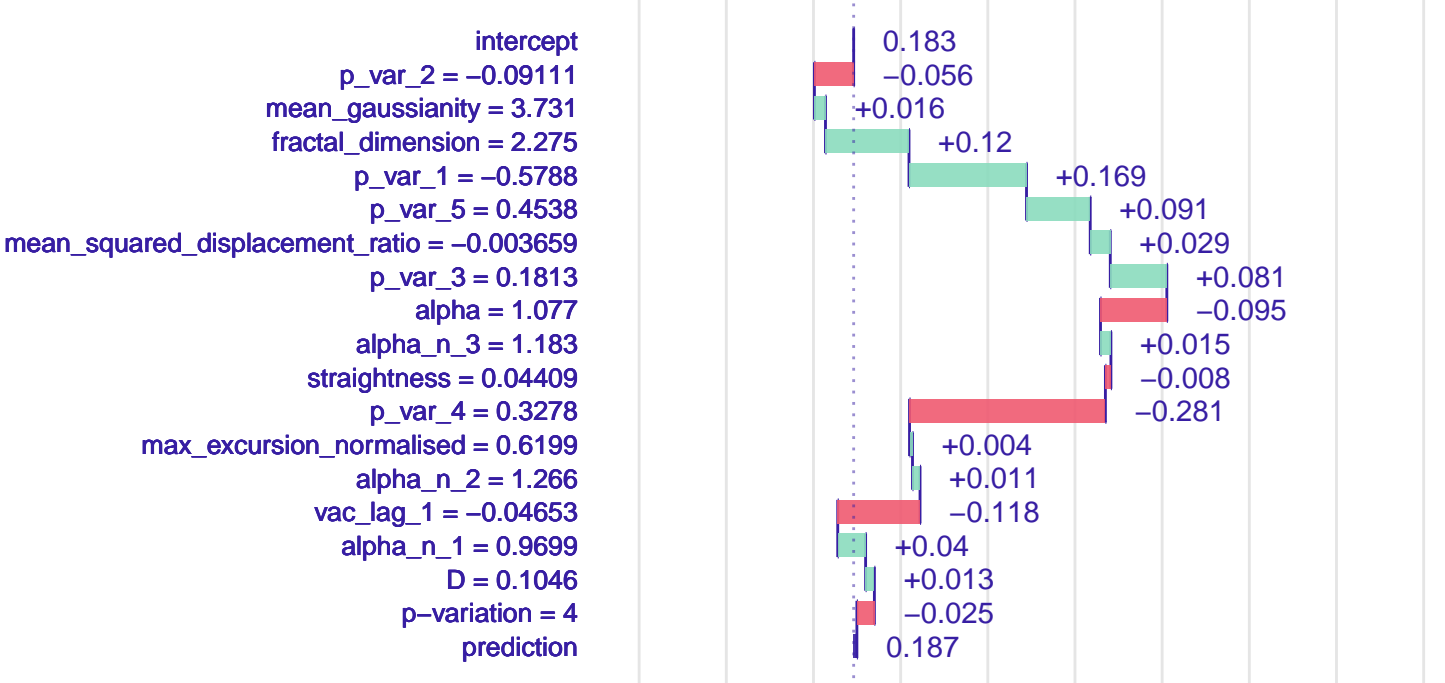 intercept 0.183
p_var_2 = −0.09111 −0.056
mean_gaussianity = 3.731 +0.016
fractal_dimension = 2.275 +0.12
p_var_1 = −0.5788 +0.169
p_var_5 = 0.4538 +0.091
mean_squared_displacement_ratio = −0.003659 +0.029
p_var_3 = 0.1813 +0.081
alpha = 1.077 −0.095
alpha_n_3 = 1.183 +0.015
straightness = 0.04409 −0.008
p_var_4 = 0.3278 −0.281
max_excursion_normalised = 0.6199 +0.004
alpha_n_2 = 1.266 +0.011
vac_lag_1 = −0.04653 −0.118
alpha_n_1 = 0.9699 +0.04
D = 0.1046 +0.013
p−variation = 4 −0.025
prediction 0.187